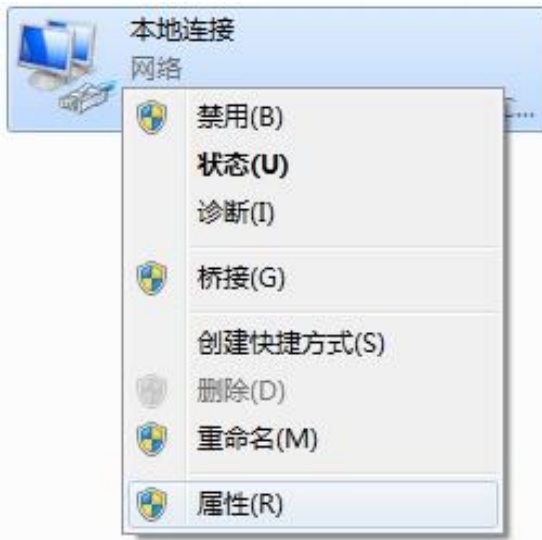 本地连接
网络
禁用(B)
状态(U)
诊断(I)
桥接(G)
创建快捷方式(S)
删除(D)
重命名(M)
属性(R)